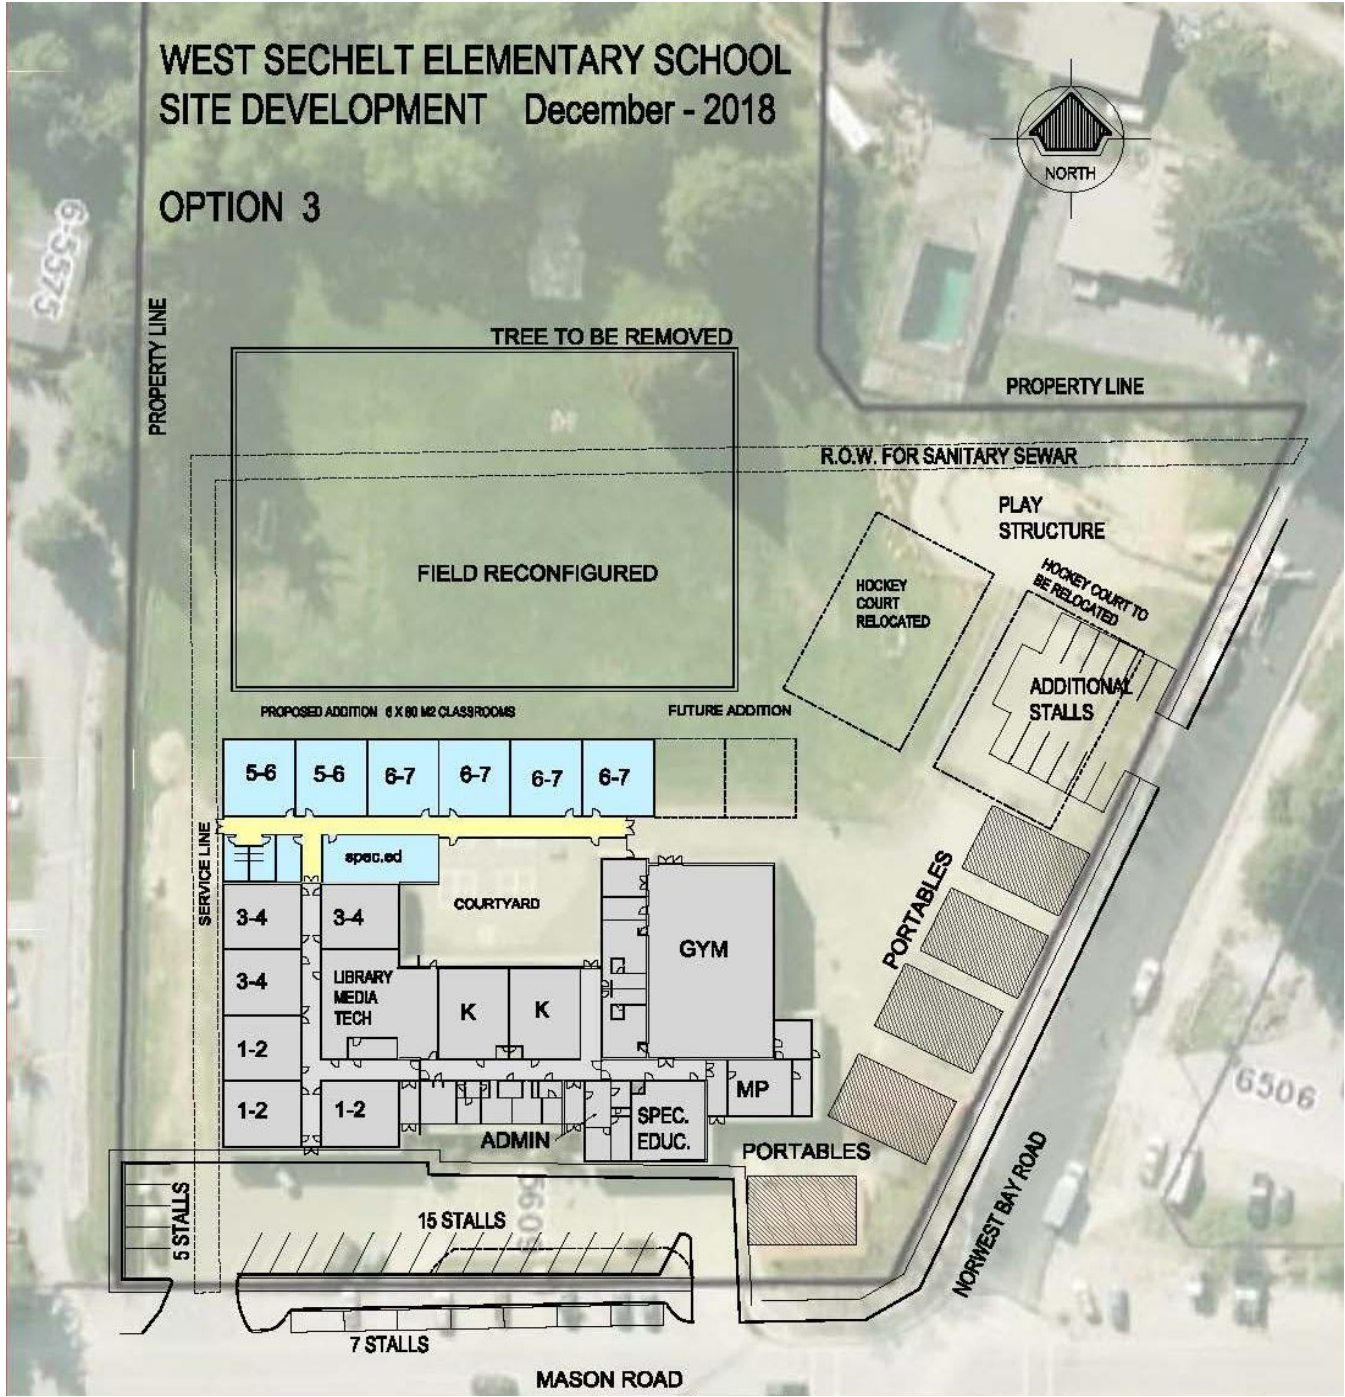 WEST SECHELT ELEMENTARY SCHOOL
SITE DEVELOPMENT December - 2018
NORTH
OPTION 3
6-5575
PROPERTY LINE
TREE TO BE REMOVED
PROPERTY LINE
R.O.W. FOR SANITARY SEWAR
PLAY
STRUCTURE
FIELD RECONFIGURED
HOCKEY
COURT
RELOCATED
HOCKEY COURT TO
BE RELOCATED
ADDITIONAL
STALLS
PROPOSED ADDITION 6 X 80 M2 CLASSROOMS
FUTURE ADDITION
5-6
5-6
6-7
6-7
6-7
6-7
SERVICE LINE
spec.ed
PORTABLES
3-4
3-4
COURTYARD
GYM
3-4
LIBRARY
MEDIA
TECH
K
K
1-2
MP
6506
1-2
1-2
ADMIN
SPEC.
EDUC.
PORTABLES
5 STALLS
15 STALLS
NORWEST BAY ROAD
7 STALLS
MASON ROAD